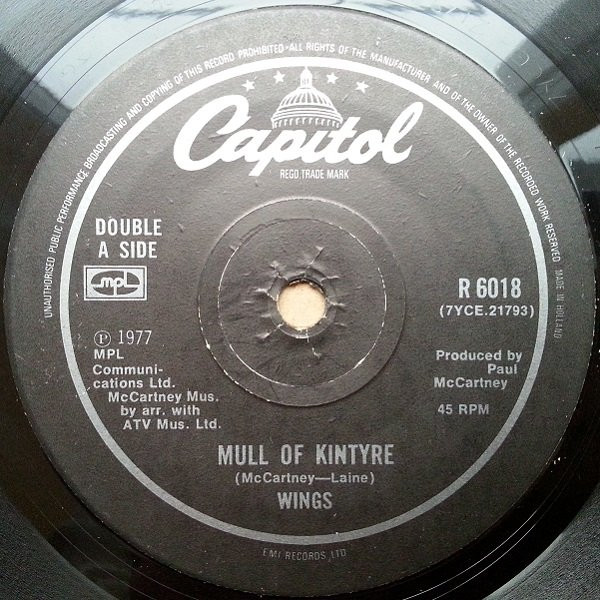 UNAUTHORISED PUBLIC PERFORMANCE BROADCASTING AND COPYING OF THIS RECORD PROHIBITED-ALL RIGHTS OF THE MANUFACTURER AND OF THE OWNER OF THE RECORDED WORK RESERVED MADE IN HOLLAND
Capitol
REGD. TRADE MARK
DOUBLE
A SIDE
mpl
℗ 1977
MPL
Communi-
cations Ltd.
McCartney Mus.
by arr. with
ATV Mus. Ltd.
R 6018
(7YCE.21793)
Produced by
Paul
McCartney
45 RPM
MULL OF KINTYRE
(McCartney—Laine)
WINGS
EMI RECORDS, LTD